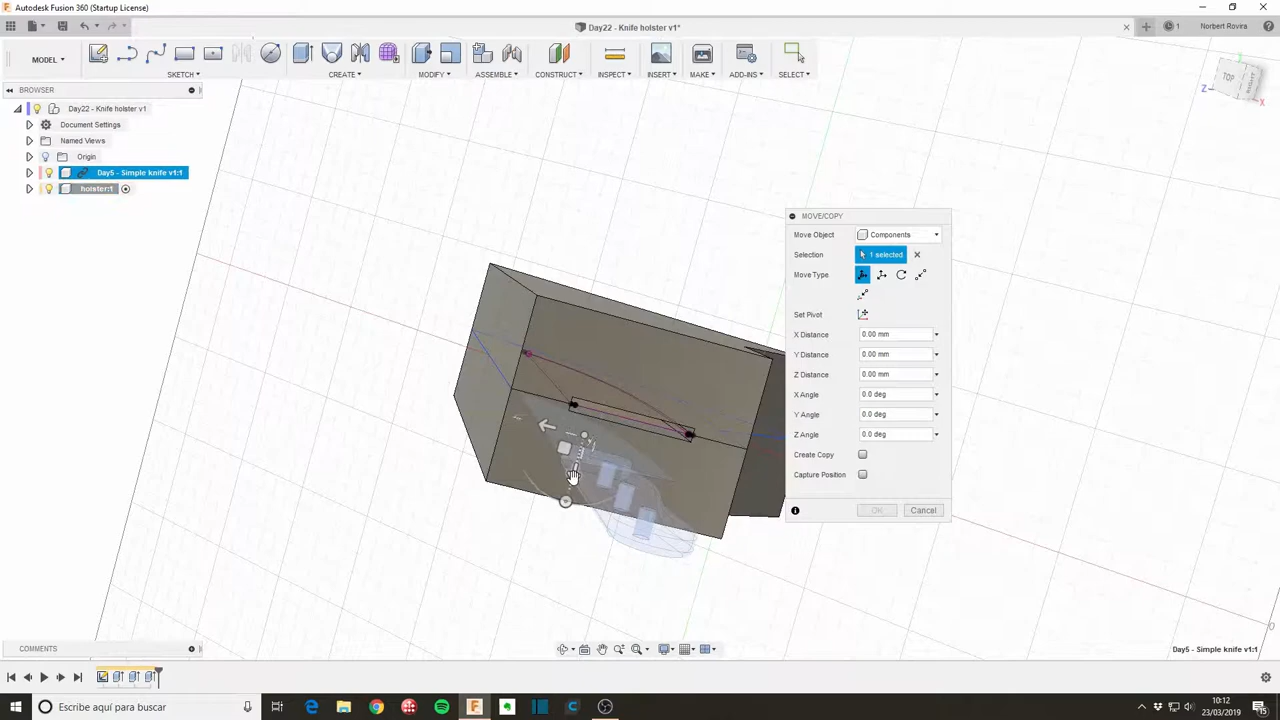 Autodesk Fusion 360 (Startup License)
Day22 - Knife holster v1*
1
Norbert Rovira
MODEL
SKETCH
CREATE
MODIFY
ASSEMBLE
CONSTRUCT
INSPECT
INSERT
MAKE
ADD-INS
SELECT
BROWSER
Day22 - Knife holster v1
Document Settings
Named Views
Origin
Day5 - Simple knife v1:1
holster:1
TOP
RIGHT
Z
X
MOVE/COPY
Move Object
Components
Selection
1 selected
Move Type
Set Pivot
X Distance
0.00 mm
Y Distance
0.00 mm
Z Distance
0.00 mm
X Angle
0.0 deg
Y Angle
0.0 deg
Z Angle
0.0 deg
Create Copy
Capture Position
OK
Cancel
COMMENTS
Day5 - Simple knife v1:1
Escribe aquí para buscar
10:12
23/03/2019
15